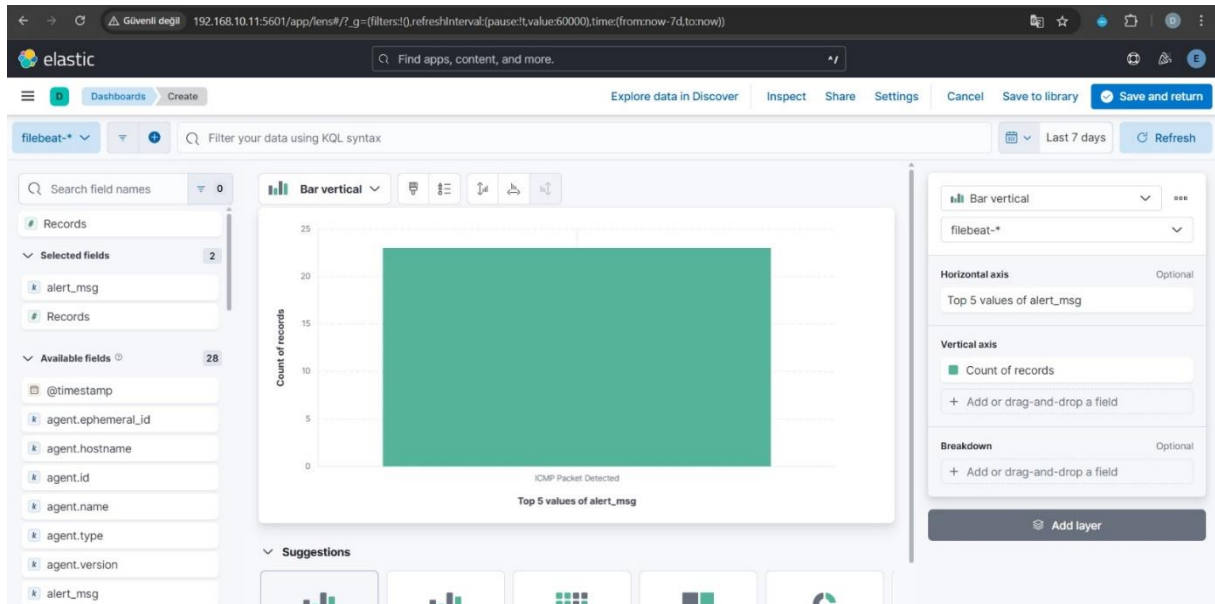 Güvenli değil 192.168.10.11:5601/app/lens#/?_g=(filters:!(),refreshInterval:(pause:!t,value:60000),time:(from:now-7d,to:now))
D
elastic
Find apps, content, and more.
^/
E
D
Dashboards
Create
Explore data in Discover
Inspect
Share
Settings
Cancel
Save to library
Save and return
filebeat-*
Filter your data using KQL syntax
Last 7 days
Refresh
Search field names
0
Records
Selected fields
2
alert_msg
Records
Available fields
28
@timestamp
agent.ephemeral_id
agent.hostname
agent.id
agent.name
agent.type
agent.version
alert_msg
Bar vertical
25
20
15
10
5
0
Count of records
ICMP Packet Detected
Top 5 values of alert_msg
Suggestions
Bar vertical
filebeat-*
Horizontal axis
Optional
Top 5 values of alert_msg
Vertical axis
Count of records
+ Add or drag-and-drop a field
Breakdown
Optional
+ Add or drag-and-drop a field
Add layer